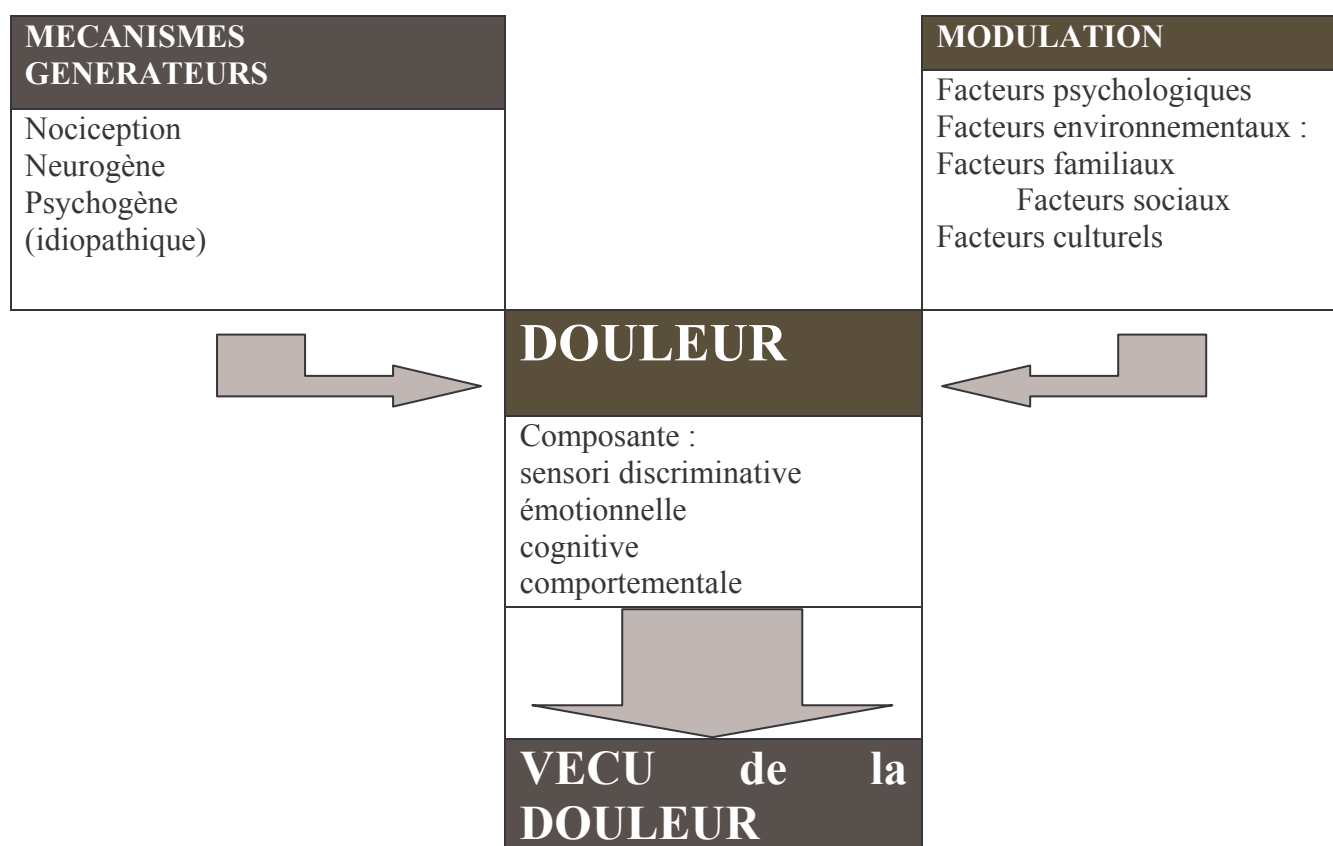 MECANISMES
GENERATEURS
Nociception
Neurogène
Psychogène
(idiopathique)
MODULATION
Facteurs psychologiques
Facteurs environnementaux :
Facteurs familiaux
Facteurs sociaux
Facteurs culturels
DOULEUR
Composante :
sensori discriminative
émotionnelle
cognitive
comportementale
VECU de la
DOULEUR